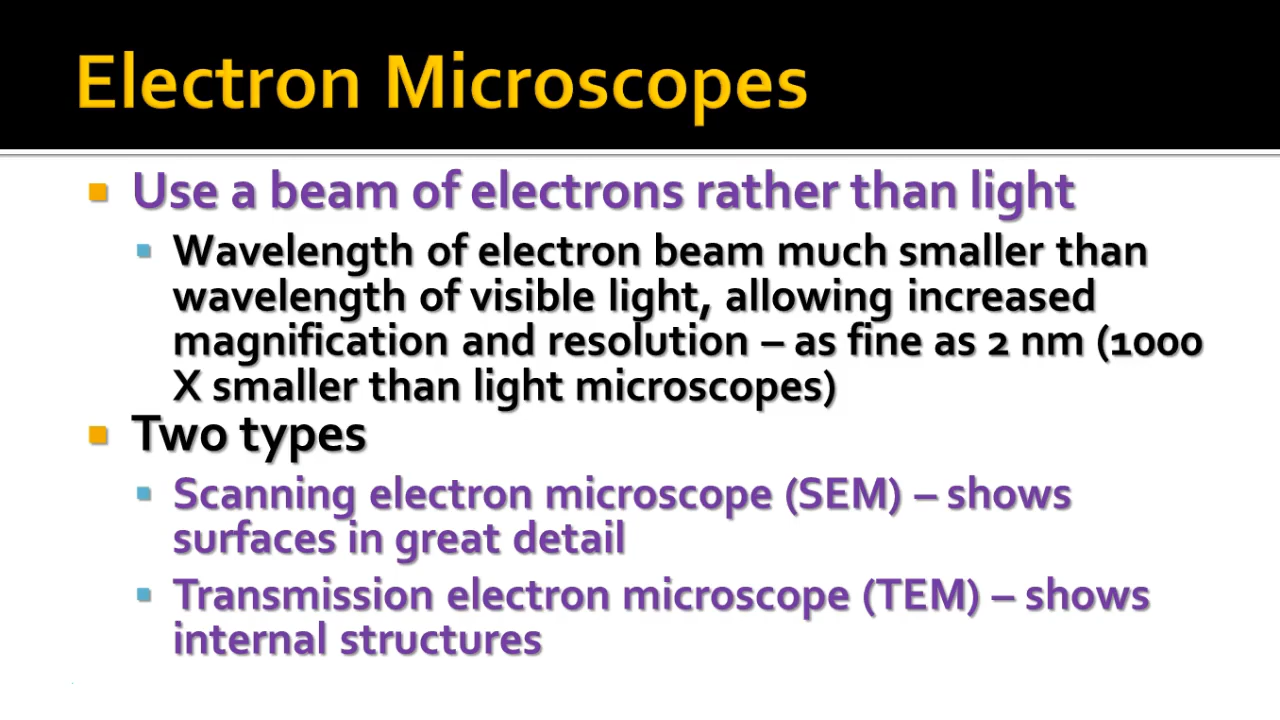 Electron Microscopes
Use a beam of electrons rather than light
Wavelength of electron beam much smaller than
wavelength of visible light, allowing increased
magnification and resolution – as fine as 2 nm (1000
X smaller than light microscopes)
Two types
Scanning electron microscope (SEM) – shows
surfaces in great detail
Transmission electron microscope (TEM) – shows
internal structures